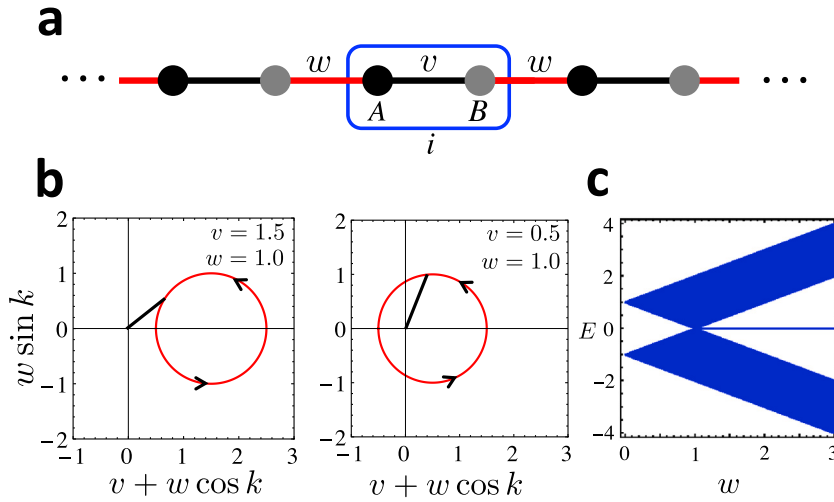 a
... w v w ...
A B
i
b
2
1
0
−1
−2
−1 0 1 2 3
w sin k
v + w cos k
v = 1.5
w = 1.0
2
1
0
−1
−2
−1 0 1 2 3
v + w cos k
v = 0.5
w = 1.0
c
4
2
E 0
−2
−4
0 1 2 3
w